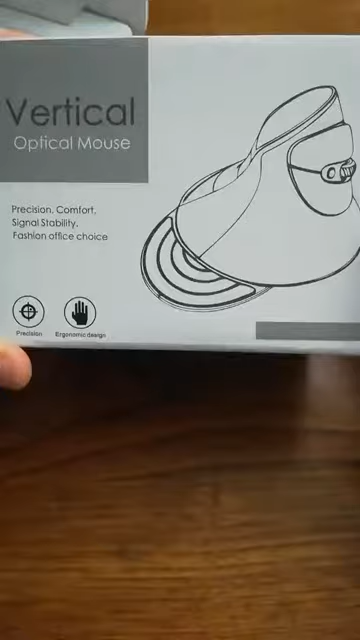 Vertical
Optical Mouse
Precision, Comfort,
Signal Stability,
Fashion office choice
Precision
Ergonomic design